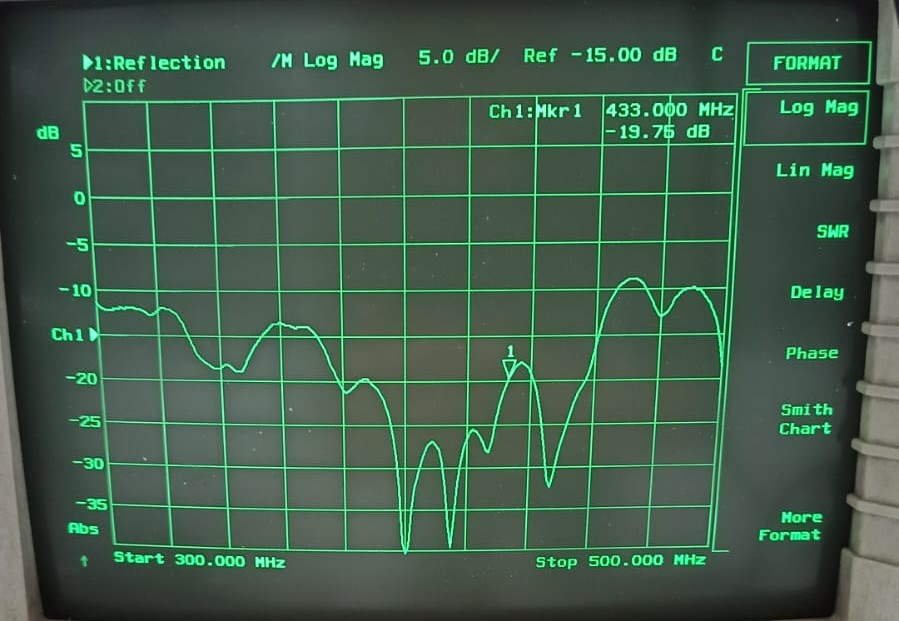 ▶1:Reflection /M Log Mag 5.0 dB/ Ref -15.00 dB C
▷2:Off
FORMAT
Ch1:Mkr1 433.000 MHz
-19.76 dB
dB
5
0
-5
-10
Ch1▶
-20
-25
-30
-35
Abs
1
↑
Start 300.000 MHz
Stop 500.000 MHz
Log Mag
Lin Mag
SWR
Delay
Phase
Smith
Chart
More
Format